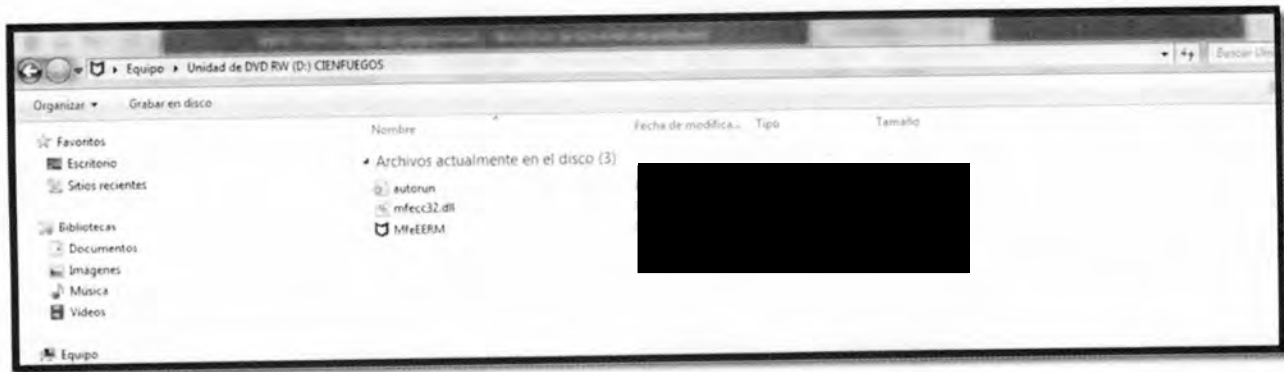 Equipo ▸ Unidad de DVD RW (D:) CIENFUEGOS
Organizar
Grabar en disco
Nombre
Fecha de modifica...
Tipo
Tamaño
Favoritos
Escritorio
Sitios recientes
Bibliotecas
Documentos
Imágenes
Música
Vídeos
Equipo
Archivos actualmente en el disco (3)
autorun
mfecc32.dll
MfeEERM